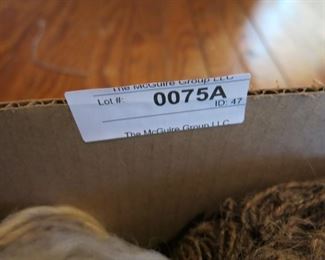 The McGuire Group LLC
Lot #: 0075A
ID: 47
The McGuire Group LLC